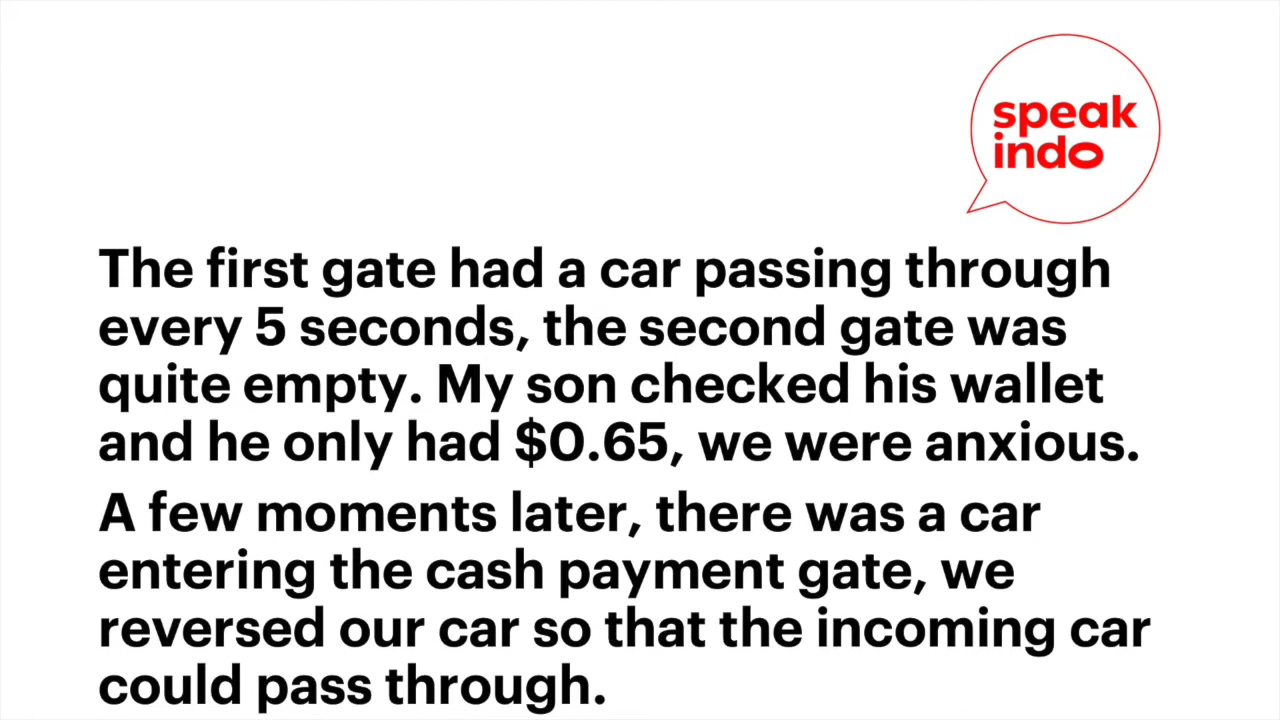 speak
indo
The first gate had a car passing through
every 5 seconds, the second gate was
quite empty. My son checked his wallet
and he only had $0.65, we were anxious.
A few moments later, there was a car
entering the cash payment gate, we
reversed our car so that the incoming car
could pass through.